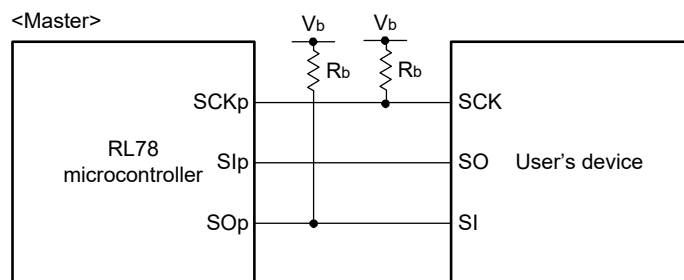 <Master>
Vb
Vb
Rb
Rb
SCKp
SCK
RL78
microcontroller
SIp
SO
User's device
SOp
SI